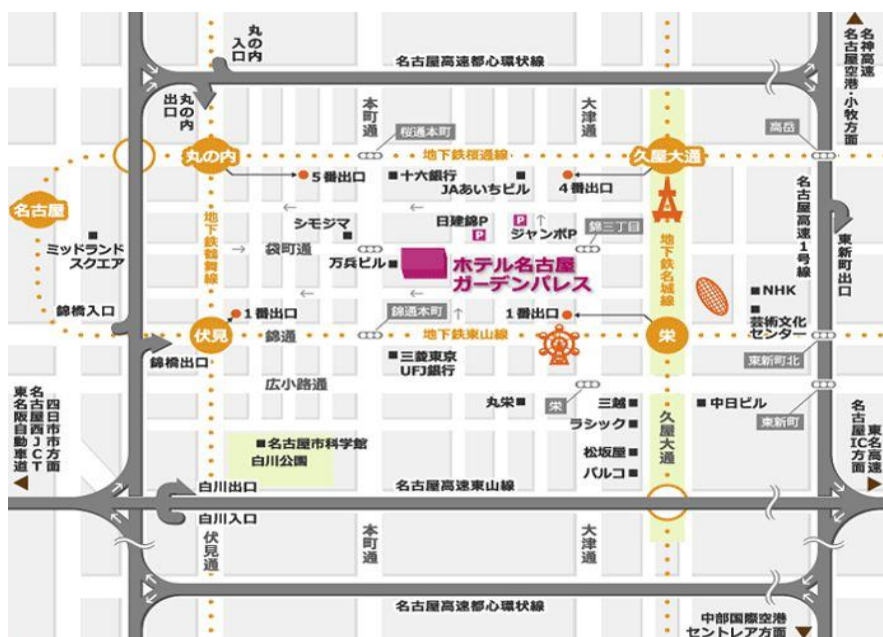 名古屋高速都心環状線
丸の内
入口
丸の内
出口
本町通
大津通
名神高速
名古屋空港・小牧方面
桜通本町
高岳
丸の内
地下鉄桜通線
久屋大通
5番出口
十六銀行
JAあいちビル
4番出口
名古屋
ミッドランド
スクエア
地下鉄鶴舞線
シモジマ
日建錦P
P
P
ジャンボP
錦三丁目
袋町通
万兵ビル
ホテル名古屋
ガーデンパレス
地下鉄名城線
名古屋高速1号線
東新町出口
NHK
芸術文化
センター
錦橋入口
1番出口
錦通本町
1番出口
伏見
錦通
地下鉄東山線
栄
東新町北
錦橋出口
三菱東京
UFJ銀行
広小路通
丸栄
栄
三越
ラシック
松坂屋
パルコ
久屋大通
中日ビル
東新町
四日市市方面
名古屋西JCT
東名阪自動車道
名古屋市科学館
白川公園
東名高速
名古屋IC方面
白川出口
白川入口
名古屋高速東山線
伏見通
本町通
大津通
名古屋高速都心環状線
中部国際空港
セントレア方面